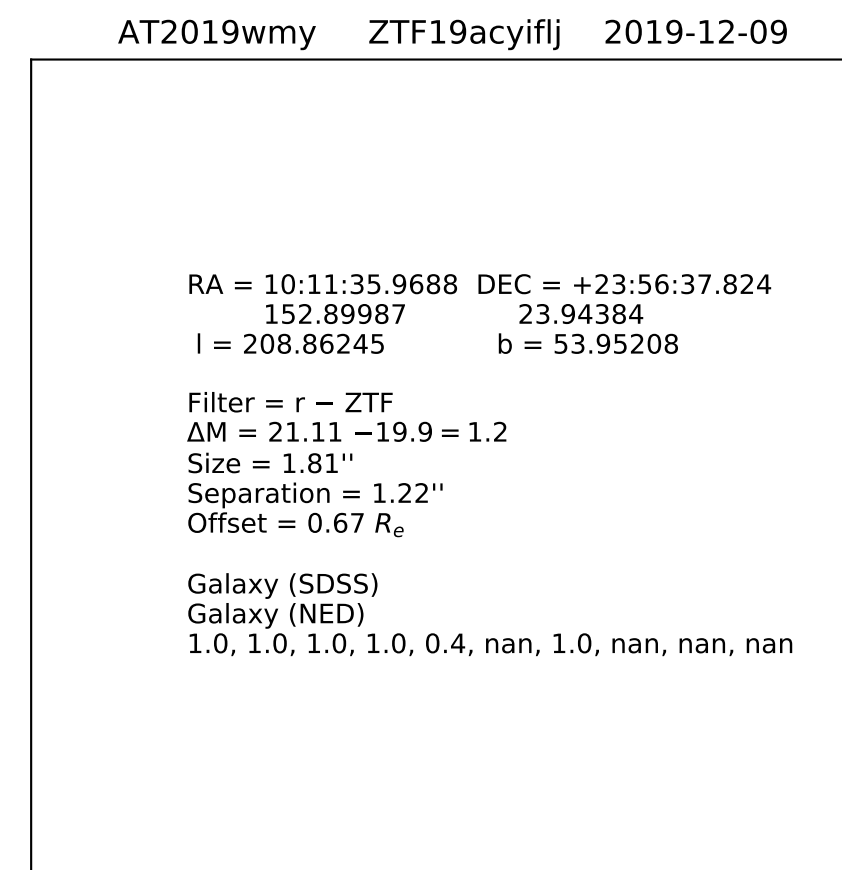 AT2019wmy ZTF19acyiflj 2019-12-09
RA = 10:11:35.9688 DEC = +23:56:37.824
152.89987 23.94384
l = 208.86245 b = 53.95208
Filter = r − ZTF
ΔM = 21.11 −19.9 = 1.2
Size = 1.81''
Separation = 1.22''
Offset = 0.67 Rₑ
Galaxy (SDSS)
Galaxy (NED)
1.0, 1.0, 1.0, 1.0, 0.4, nan, 1.0, nan, nan, nan